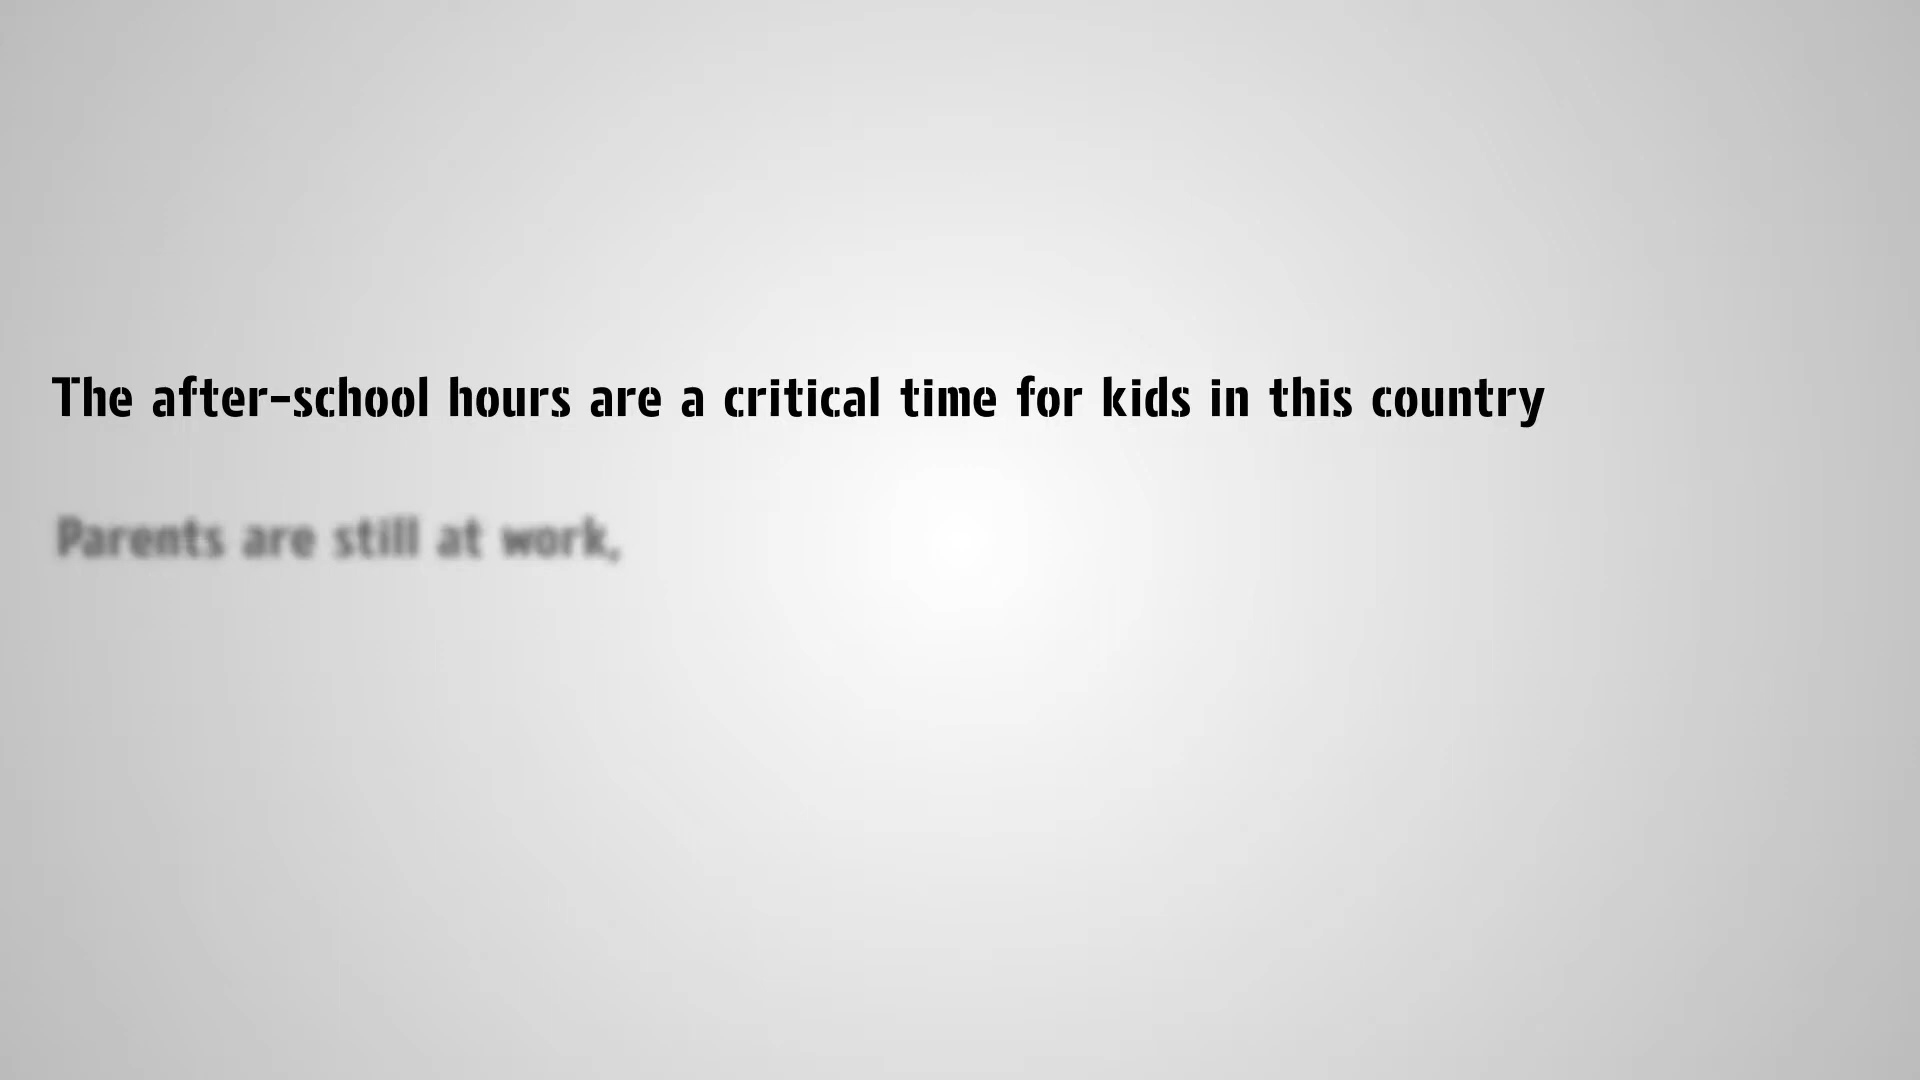 The after-school hours are a critical time for kids in this country
Parents are still at work,